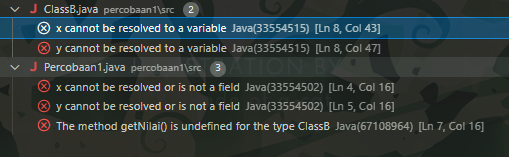 ClassB.java percobaan1\src 2
x cannot be resolved to a variable Java(33554515) [Ln 8, Col 43]
y cannot be resolved to a variable Java(33554515) [Ln 8, Col 47]
Percobaan1.java percobaan1\src 3
x cannot be resolved or is not a field Java(33554502) [Ln 4, Col 16]
y cannot be resolved or is not a field Java(33554502) [Ln 5, Col 16]
The method getNilai() is undefined for the type ClassB Java(67108964) [Ln 7, Col 16]